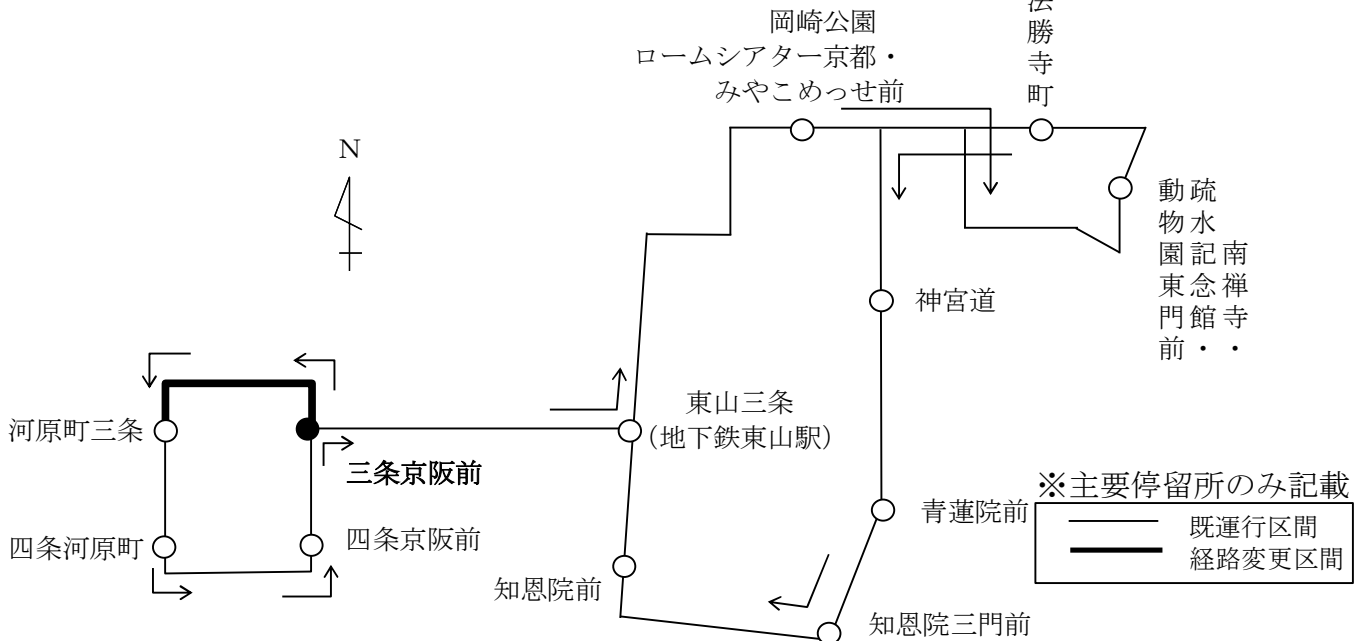 岡崎公園
ロームシアター京都・
みやこめっせ前
法勝寺町
N
南禅寺・
疏水記念館・
動物園東門前
神宮道
河原町三条
東山三条
(地下鉄東山駅)
三条京阪前
四条河原町
四条京阪前
青蓮院前
知恩院前
知恩院三門前
※主要停留所のみ記載
既運行区間
経路変更区間